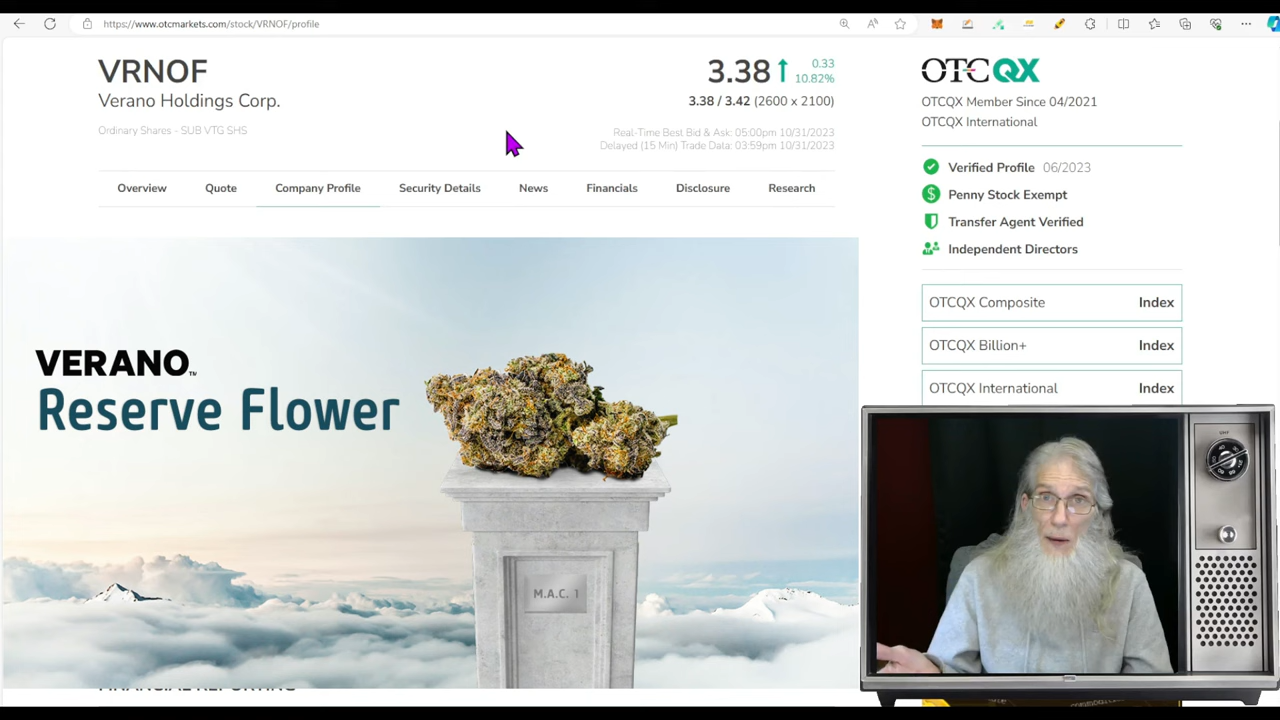 https://www.otcmarkets.com/stock/VRNOF/profile
VRNOF
Verano Holdings Corp.
Ordinary Shares - SUB VTG SHS
3.38
0.33
10.82%
3.38 / 3.42 (2600 x 2100)
Real-Time Best Bid & Ask: 05:00pm 10/31/2023
Delayed (15 Min) Trade Data: 03:59pm 10/31/2023
Overview Quote Company Profile Security Details News Financials Disclosure Research
VERANO™
Reserve Flower
M.A.C. 1
FINANCIAL REPORTING
OTCQX
OTCQX Member Since 04/2021
OTCQX International
Verified Profile 06/2023
Penny Stock Exempt
Transfer Agent Verified
Independent Directors
OTCQX Composite Index
OTCQX Billion+ Index
OTCQX International Index
UHF